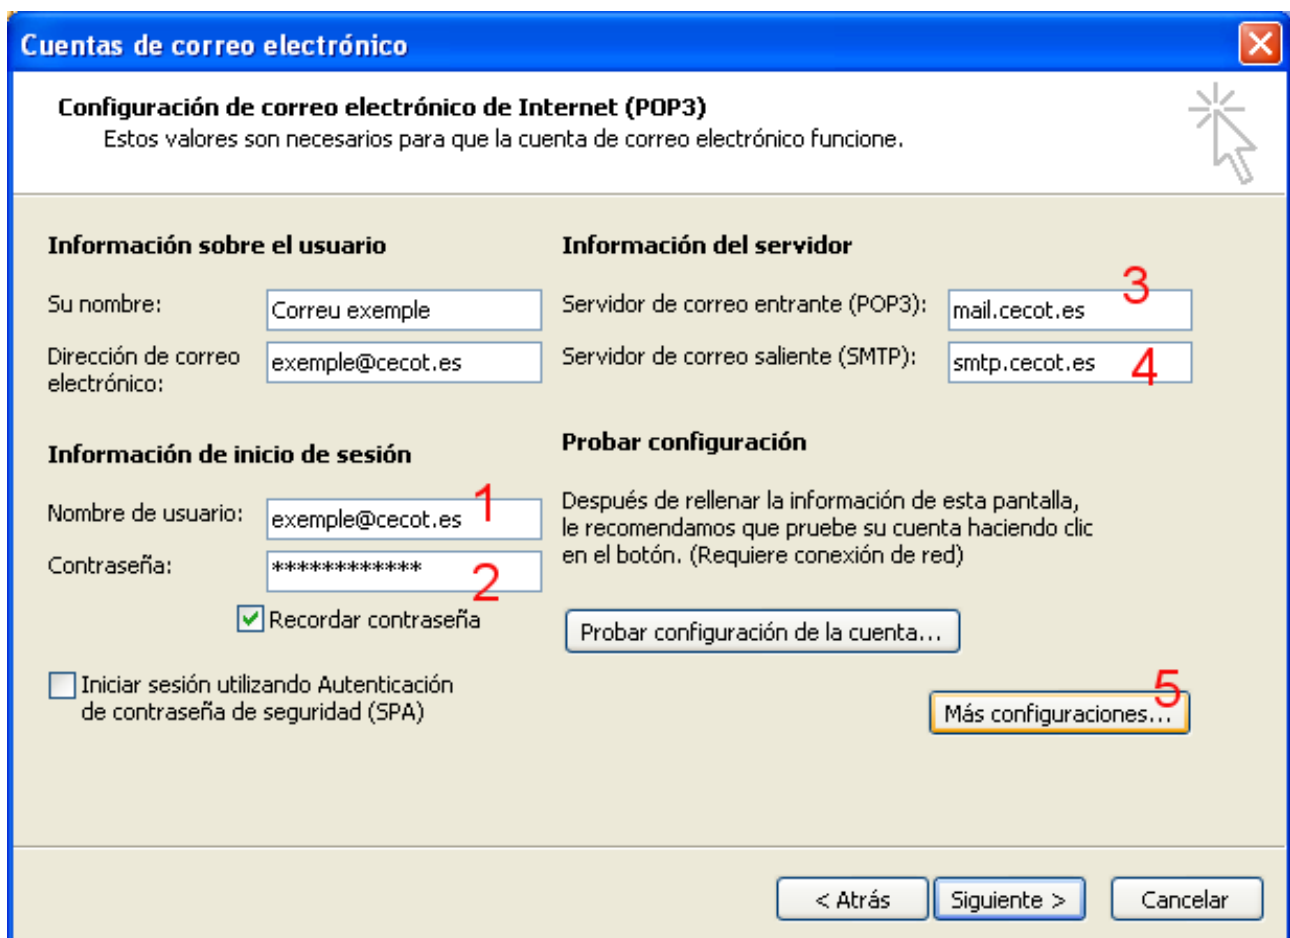 Cuentas de correo electrónico
Configuración de correo electrónico de Internet (POP3)
Estos valores son necesarios para que la cuenta de correo electrónico funcione.
Información sobre el usuario
Su nombre:
Correu exemple
Dirección de correo
electrónico:
exemple@cecot.es
Información del servidor
Servidor de correo entrante (POP3):
mail.cecot.es
3
Servidor de correo saliente (SMTP):
smtp.cecot.es
4
Información de inicio de sesión
Nombre de usuario:
exemple@cecot.es
1
Contraseña:
************
2
Recordar contraseña
Iniciar sesión utilizando Autenticación
de contraseña de seguridad (SPA)
Probar configuración
Después de rellenar la información de esta pantalla,
le recomendamos que pruebe su cuenta haciendo clic
en el botón. (Requiere conexión de red)
Probar configuración de la cuenta...
5
Más configuraciones...
< Atrás
Siguiente >
Cancelar